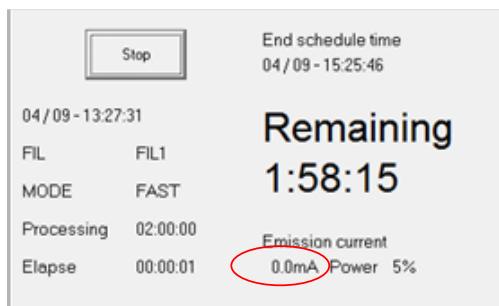 Stop
End schedule time
04/09-15:25:46
04/09-13:27:31
FIL FIL1
MODE FAST
Processing 02:00:00
Elapse 00:00:01
Remaining
1:58:15
Emission current
0.0mA Power 5%